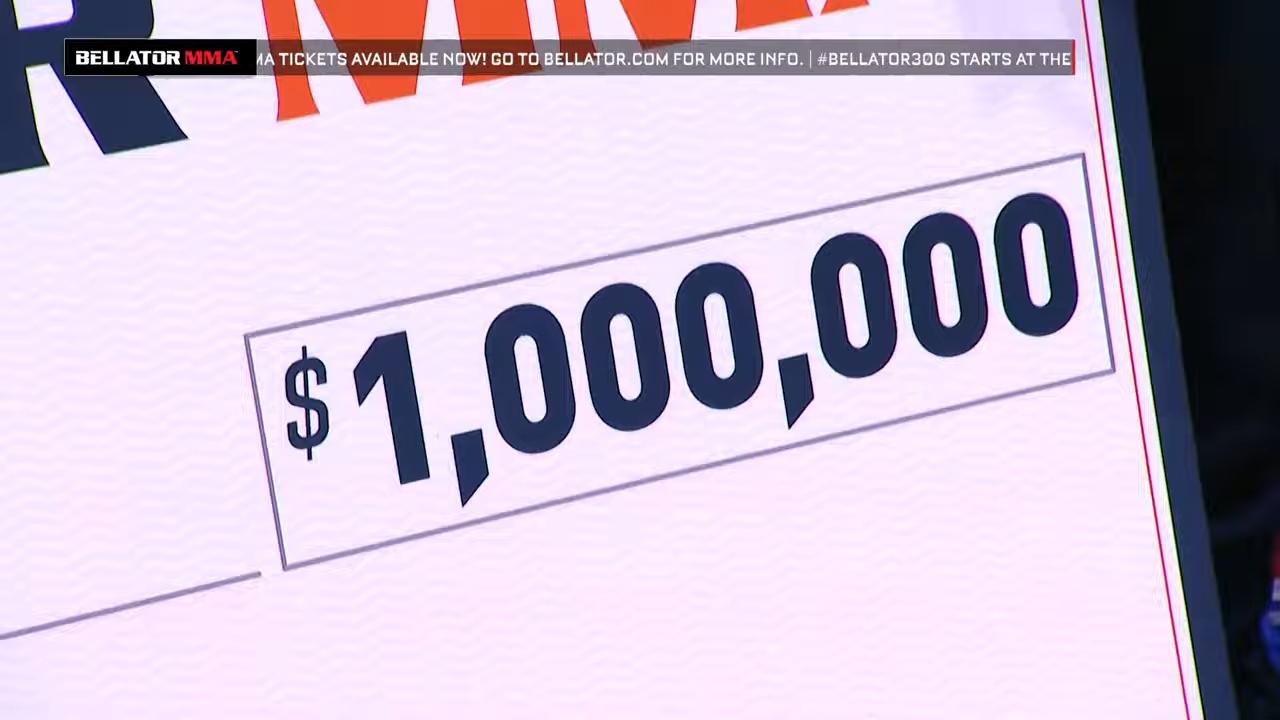 BELLATOR MMA MA TICKETS AVAILABLE NOW! GO TO BELLATOR.COM FOR MORE INFO. | #BELLATOR300 STARTS AT THE
R MMA
$1,000,000